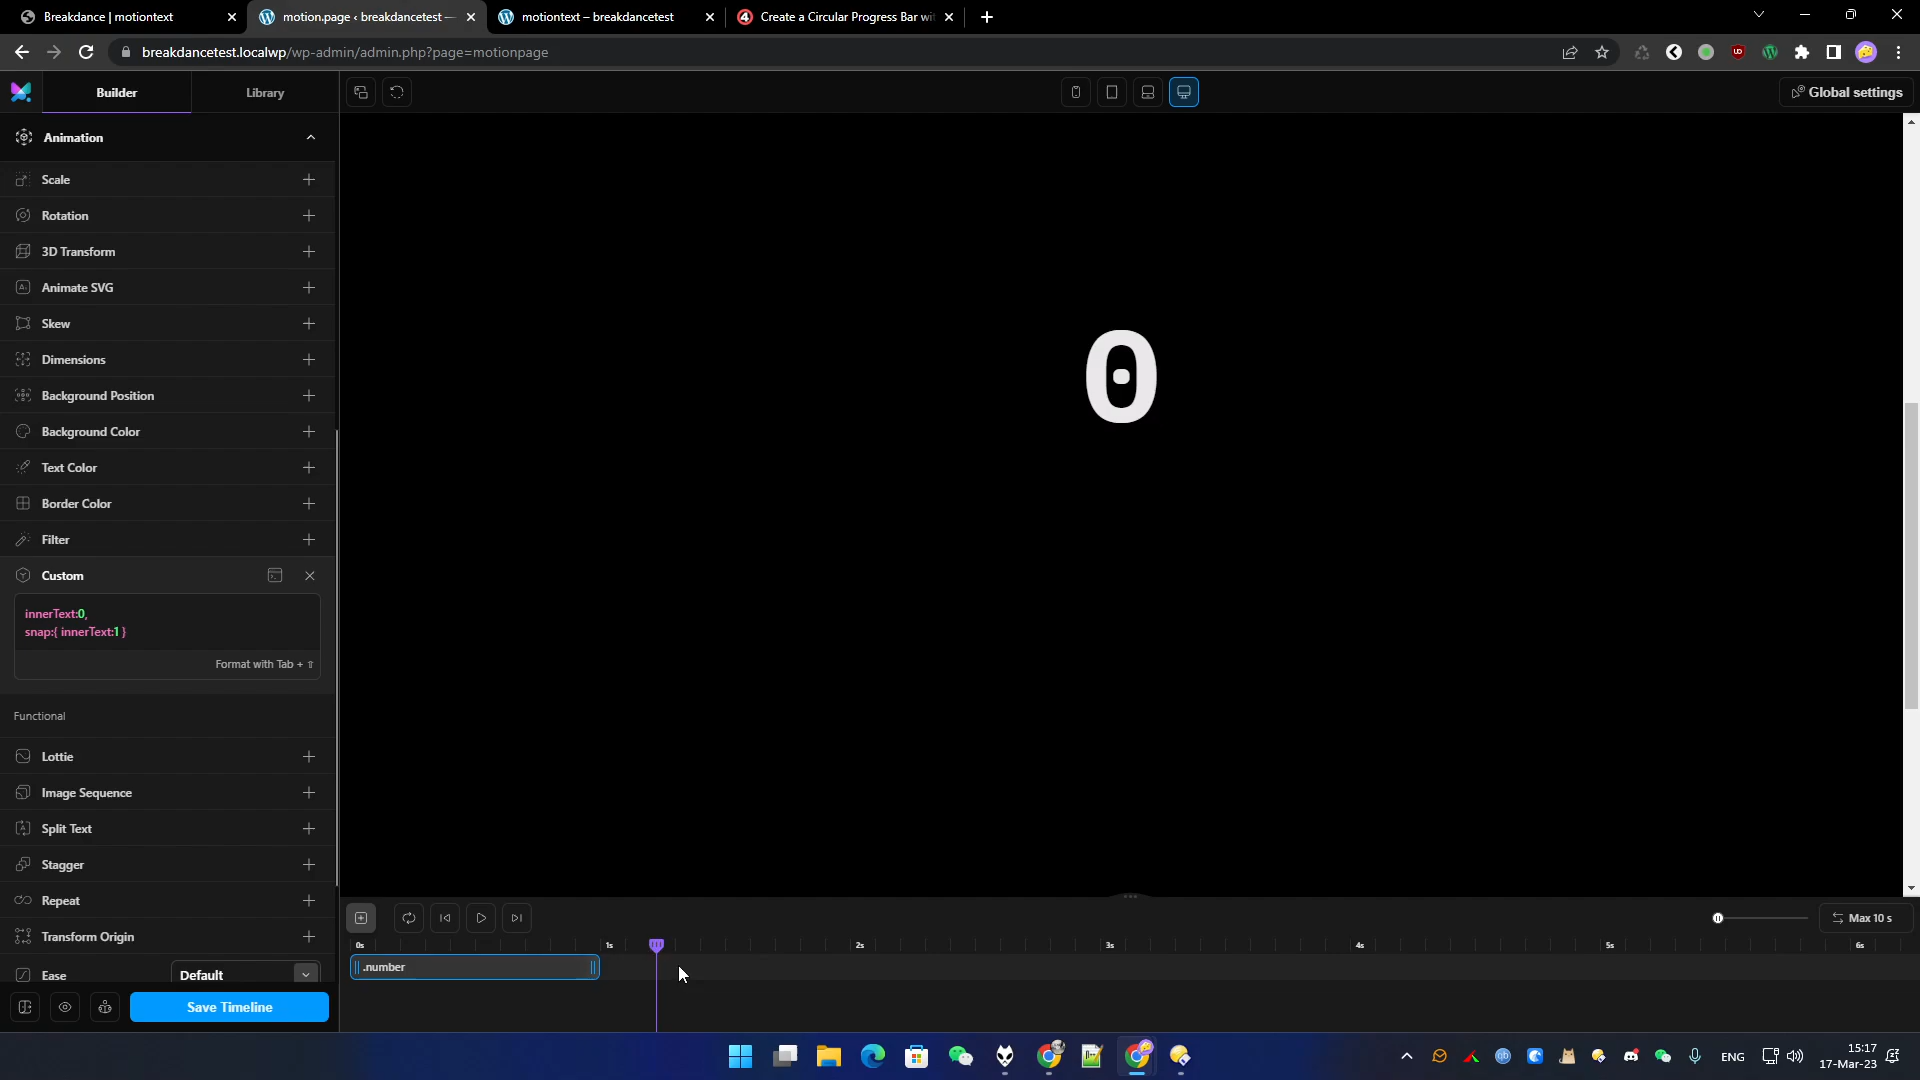 Breakdance | motiontext
motion.page ‹ breakdancetest —
motiontext – breakdancetest
Create a Circular Progress Bar wit
breakdancetest.localwp/wp-admin/admin.php?page=motionpage
Builder
Library
Global settings
Animation
Scale
Rotation
3D Transform
Animate SVG
Skew
Dimensions
Background Position
Background Color
Text Color
Border Color
Filter
Custom
innerText:0,
snap:{ innerText:1 }
Format with Tab + ⇧
Functional
Lottie
Image Sequence
Split Text
Stagger
Repeat
Transform Origin
Ease
Default
Save Timeline
0
Max 10 s
0s 1s 2s 3s 4s 5s 6s
.number
ENG
15:17
17-Mar-23